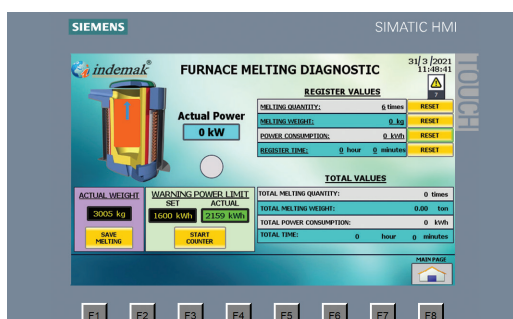 SIEMENS
SIMATIC HMI
TOUCH
indemak®
FURNACE MELTING DIAGNOSTIC
31/ 3 /2021
11:48:41
7
REGISTER VALUES
MELTING QUANTITY: 6 times RESET
MELTING WEIGHT: 0 kg RESET
POWER CONSUMPTION: 0 kWh RESET
REGISTER TIME: 0 hour 0 minutes RESET
1
Actual Power
0 kW
TOTAL VALUES
TOTAL MELTING QUANTITY: 0 times
TOTAL MELTING WEIGHT: 0.00 ton
TOTAL POWER CONSUMPTION: 0 kWh
TOTAL TIME: 0 hour 0 minutes
ACTUAL WEIGHT
3005 kg
SAVE
MELTING
WARNING POWER LIMIT
SET ACTUAL
1600 kWh 2159 kWh
START
COUNTER
MAIN PAGE
F1 F2 F3 F4 F5 F6 F7 F8